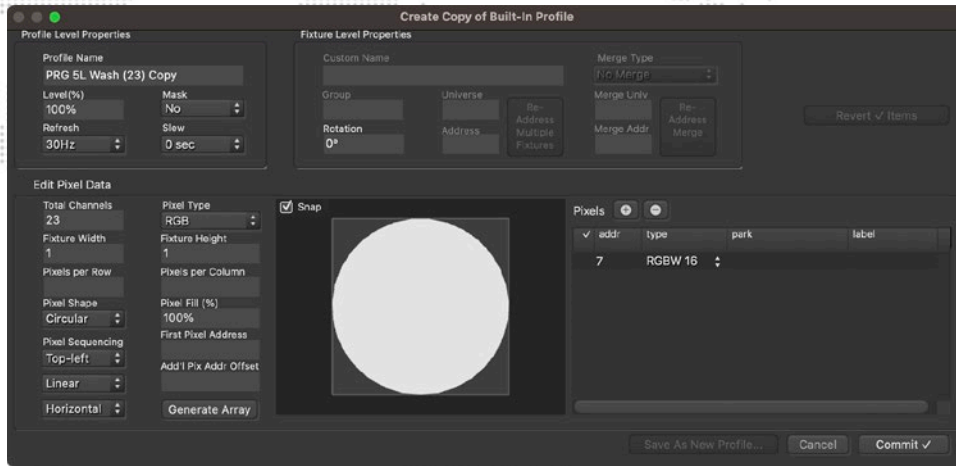 Create Copy of Built-In Profile
Profile Level Properties
Profile Name
PRG 5L Wash (23) Copy
Level(%) Mask
100% No
Refresh Slew
30Hz 0 sec
Fixture Level Properties
Custom Name Merge Type
No Merge
Group Universe Merge Univ
Re-Address Multiple Fixtures
Re-Address Merge
Rotation Address Merge Addr
0°
Revert ✓ Items
Edit Pixel Data
Total Channels Pixel Type
23 RGB
Fixture Width Fixture Height
1 1
Pixels per Row Pixels per Column
Pixel Shape Pixel Fill (%)
Circular 100%
Pixel Sequencing First Pixel Address
Top-left
Add'l Pix Addr Offset
Linear
Horizontal Generate Array
✓ Snap
Pixels
✓ addr type park label
7 RGBW 16
Save As New Profile... Cancel Commit ✓